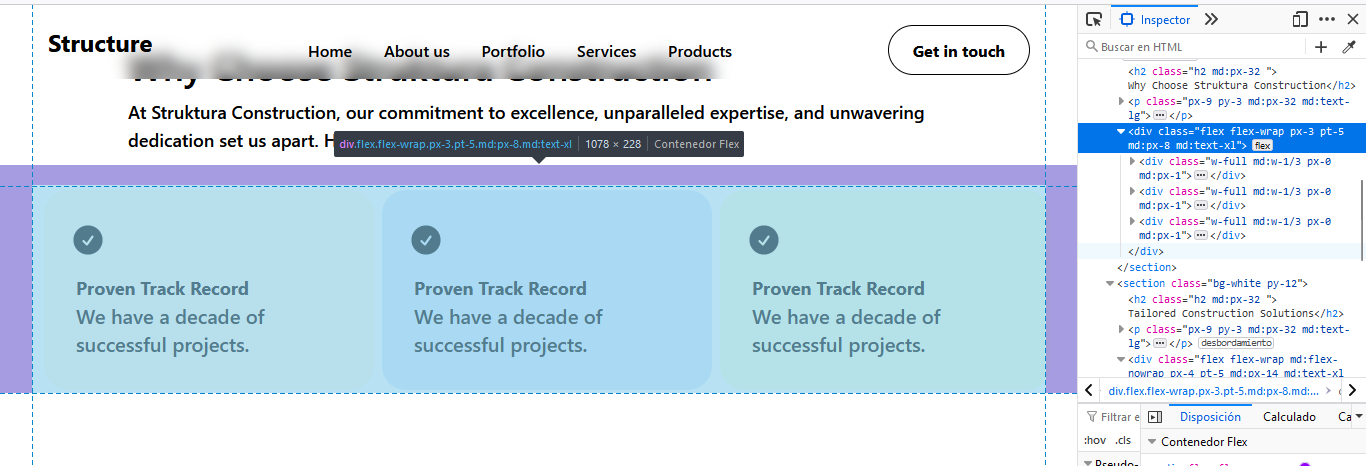 Structure
Home About us Portfolio Services Products
Get in touch
Why Choose Struktura Construction
At Struktura Construction, our commitment to excellence, unparalleled expertise, and unwavering
dedication set us apart. H
div.flex.flex-wrap.px-3.pt-5.md:px-8.md:text-xl 1078 × 228 Contenedor Flex
Proven Track Record
We have a decade of
successful projects.
Proven Track Record
We have a decade of
successful projects.
Proven Track Record
We have a decade of
successful projects.
Inspector
Buscar en HTML
<h2 class="h2 md:px-32 ">
Why Choose Struktura Construction</h2>
<p class="px-9 py-3 md:px-32 md:text-
lg"></p>
<div class="flex flex-wrap px-3 pt-5
md:px-8 md:text-xl"> flex
<div class="w-full md:w-1/3 px-0
md:px-1"></div>
<div class="w-full md:w-1/3 px-0
md:px-1"></div>
<div class="w-full md:w-1/3 px-0
md:px-1"></div>
</div>
</section>
<section class="bg-white py-12">
<h2 class="h2 md:px-32 ">
Tailored Construction Solutions</h2>
<p class="px-9 py-3 md:px-32 md:text-
lg"></p> desbordamiento
<div class="flex flex-wrap md:flex-
nowrap px-4 pt-5 md:px-14 md:text-xl
div.flex.flex-wrap.px-3.pt-5.md:px-8.md:...
Filtrar e
Disposición Calculado Ca
:hov .cls
Contenedor Flex
Pseudo-